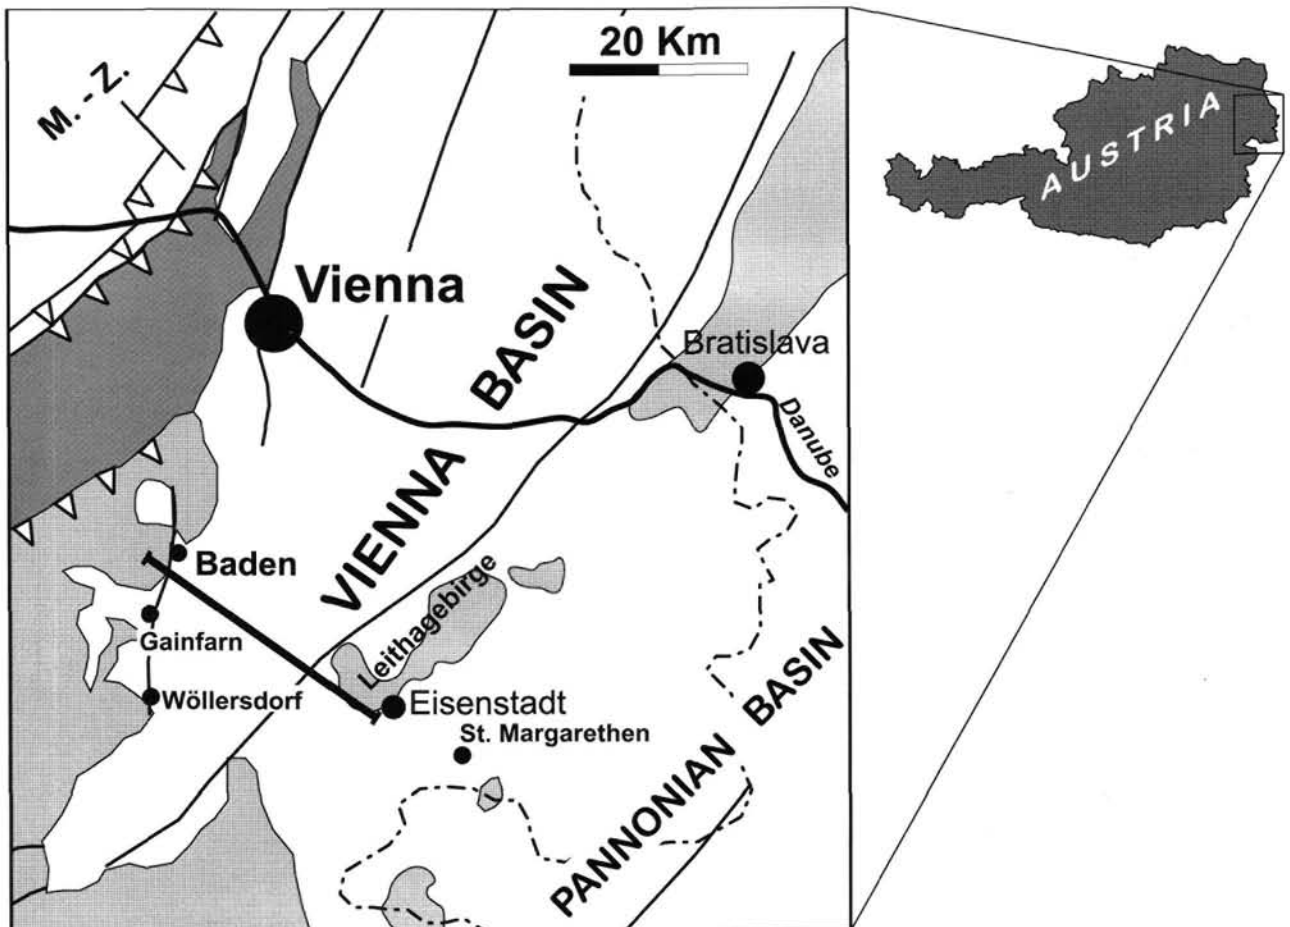 20 Km
M. - Z.
AUSTRIA
Vienna
BASIN
Bratislava
Danube
VIENNA
Baden
Leithagebirge
Gainfarn
Wöllersdorf
Eisenstadt
St. Margarethen
BASIN
PANNONIAN